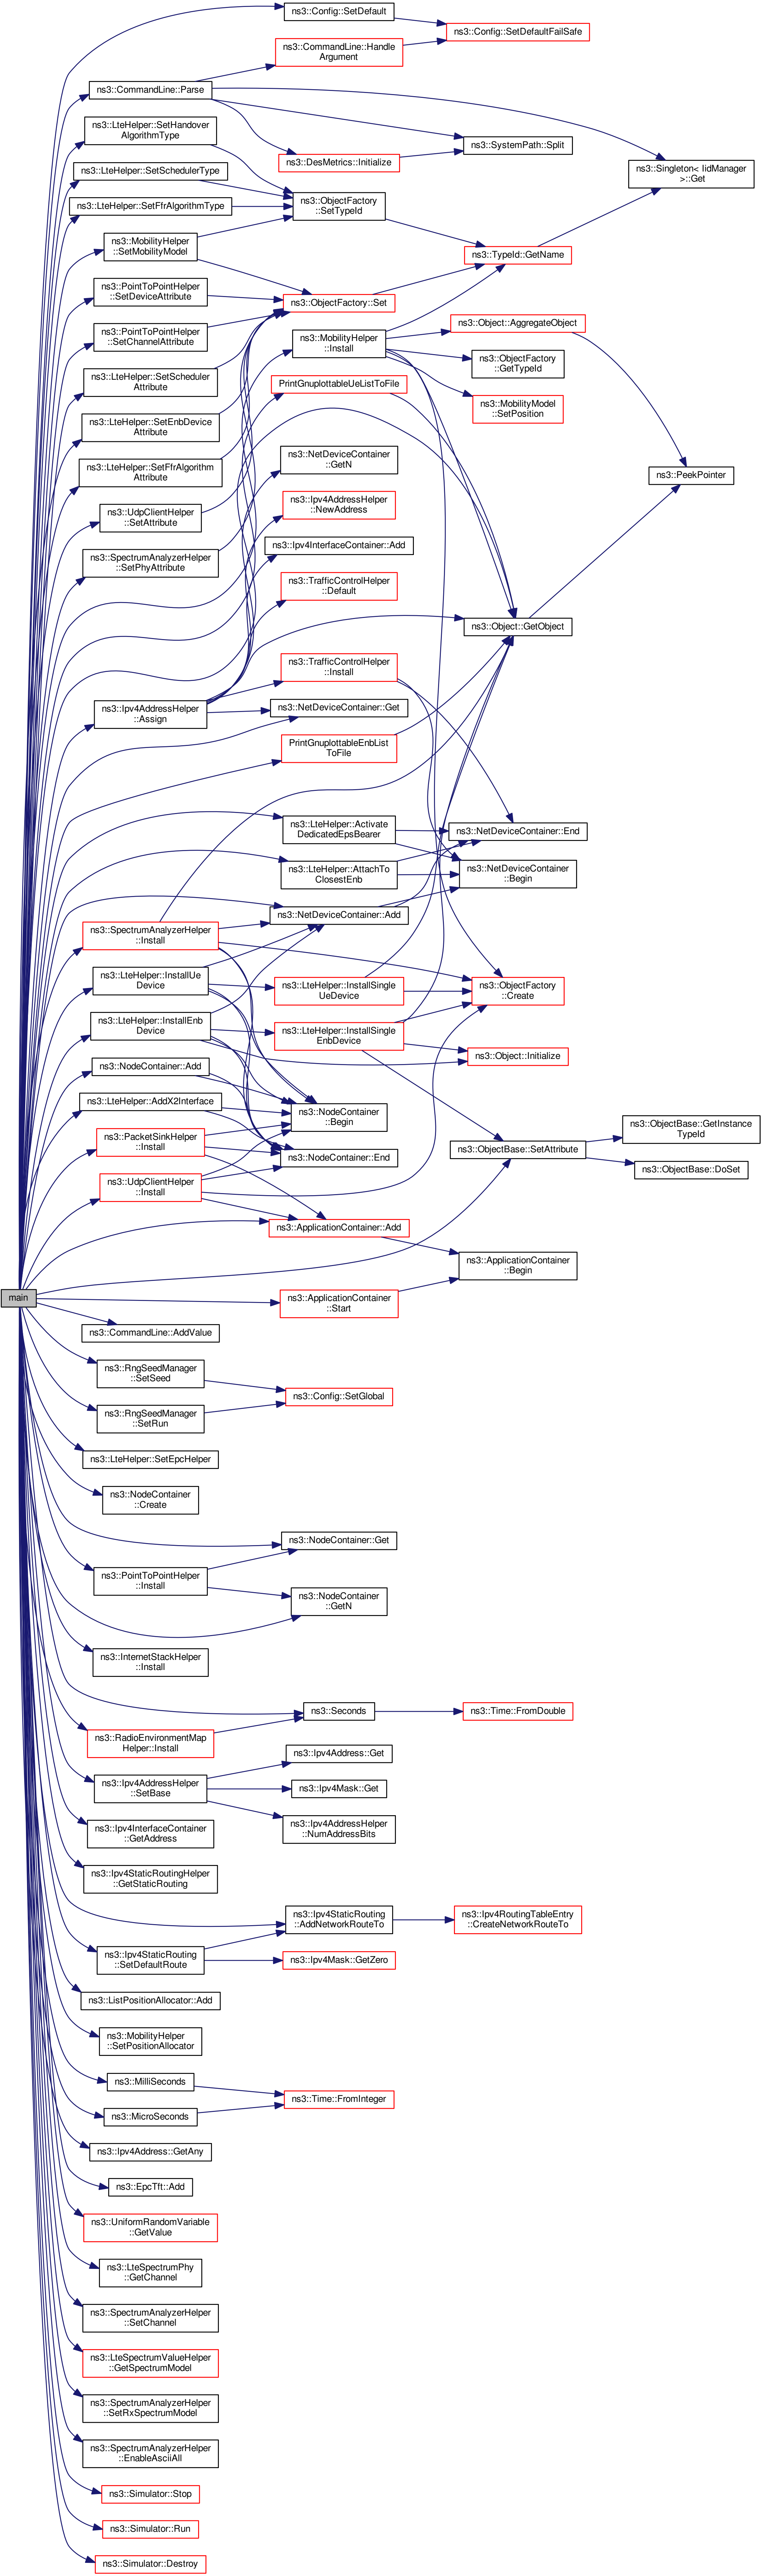 ns3::Config::SetDefault
ns3::Config::SetDefaultFailSafe
ns3::CommandLine::Handle
Argument
ns3::CommandLine::Parse
ns3::LteHelper::SetHandover
AlgorithmType
ns3::SystemPath::Split
ns3::DesMetrics::Initialize
ns3::Singleton< IidManager
>::Get
ns3::LteHelper::SetSchedulerType
ns3::LteHelper::SetFfrAlgorithmType
ns3::ObjectFactory
::SetTypeId
ns3::MobilityHelper
::SetMobilityModel
ns3::TypeId::GetName
ns3::PointToPointHelper
::SetDeviceAttribute
ns3::ObjectFactory::Set
ns3::PointToPointHelper
::SetChannelAttribute
ns3::MobilityHelper
::Install
ns3::Object::AggregateObject
ns3::ObjectFactory
::GetTypeId
ns3::LteHelper::SetScheduler
Attribute
PrintGnuplottableUeListToFile
ns3::MobilityModel
::SetPosition
ns3::LteHelper::SetEnbDevice
Attribute
ns3::LteHelper::SetFfrAlgorithm
Attribute
ns3::NetDeviceContainer
::GetN
ns3::PeekPointer
ns3::UdpClientHelper
::SetAttribute
ns3::Ipv4AddressHelper
::NewAddress
ns3::SpectrumAnalyzerHelper
::SetPhyAttribute
ns3::Ipv4InterfaceContainer::Add
ns3::TrafficControlHelper
::Default
ns3::Object::GetObject
ns3::TrafficControlHelper
::Install
ns3::Ipv4AddressHelper
::Assign
ns3::NetDeviceContainer::Get
PrintGnuplottableEnbList
ToFile
ns3::LteHelper::Activate
DedicatedEpsBearer
ns3::NetDeviceContainer::End
ns3::LteHelper::AttachTo
ClosestEnb
ns3::NetDeviceContainer
::Begin
ns3::NetDeviceContainer::Add
ns3::SpectrumAnalyzerHelper
::Install
ns3::LteHelper::InstallUe
Device
ns3::LteHelper::InstallSingle
UeDevice
ns3::ObjectFactory
::Create
ns3::LteHelper::InstallEnb
Device
ns3::LteHelper::InstallSingle
EnbDevice
ns3::Object::Initialize
ns3::NodeContainer::Add
ns3::LteHelper::AddX2Interface
ns3::NodeContainer
::Begin
ns3::PacketSinkHelper
::Install
ns3::NodeContainer::End
ns3::ObjectBase::SetAttribute
ns3::ObjectBase::GetInstance
TypeId
ns3::ObjectBase::DoSet
ns3::UdpClientHelper
::Install
ns3::ApplicationContainer::Add
ns3::ApplicationContainer
::Begin
main
ns3::ApplicationContainer
::Start
ns3::CommandLine::AddValue
ns3::RngSeedManager
::SetSeed
ns3::Config::SetGlobal
ns3::RngSeedManager
::SetRun
ns3::LteHelper::SetEpcHelper
ns3::NodeContainer
::Create
ns3::NodeContainer::Get
ns3::PointToPointHelper
::Install
ns3::NodeContainer
::GetN
ns3::InternetStackHelper
::Install
ns3::Seconds
ns3::Time::FromDouble
ns3::RadioEnvironmentMap
Helper::Install
ns3::Ipv4Address::Get
ns3::Ipv4AddressHelper
::SetBase
ns3::Ipv4Mask::Get
ns3::Ipv4InterfaceContainer
::GetAddress
ns3::Ipv4AddressHelper
::NumAddressBits
ns3::Ipv4StaticRoutingHelper
::GetStaticRouting
ns3::Ipv4StaticRouting
::AddNetworkRouteTo
ns3::Ipv4RoutingTableEntry
::CreateNetworkRouteTo
ns3::Ipv4StaticRouting
::SetDefaultRoute
ns3::Ipv4Mask::GetZero
ns3::ListPositionAllocator::Add
ns3::MobilityHelper
::SetPositionAllocator
ns3::MilliSeconds
ns3::Time::FromInteger
ns3::MicroSeconds
ns3::Ipv4Address::GetAny
ns3::EpcTft::Add
ns3::UniformRandomVariable
::GetValue
ns3::LteSpectrumPhy
::GetChannel
ns3::SpectrumAnalyzerHelper
::SetChannel
ns3::LteSpectrumValueHelper
::GetSpectrumModel
ns3::SpectrumAnalyzerHelper
::SetRxSpectrumModel
ns3::SpectrumAnalyzerHelper
::EnableAsciiAll
ns3::Simulator::Stop
ns3::Simulator::Run
ns3::Simulator::Destroy